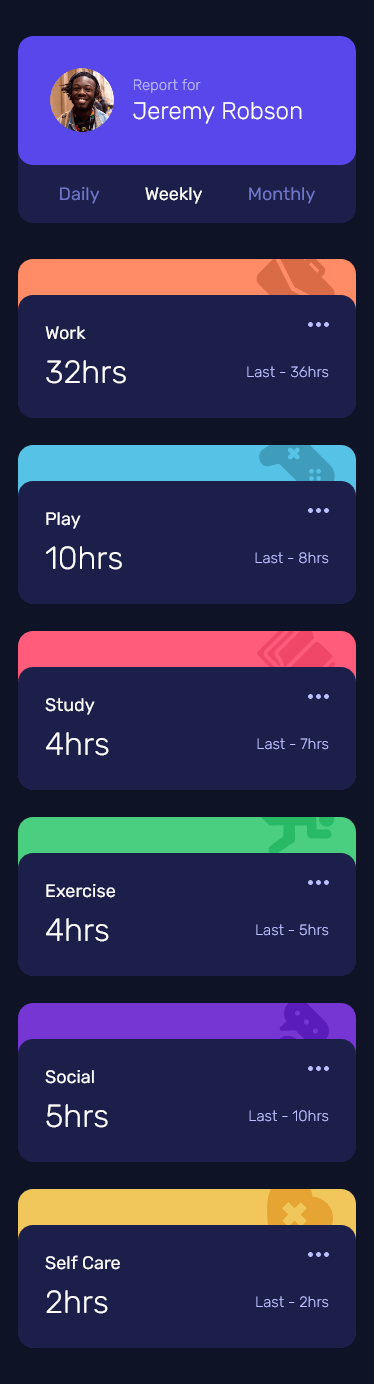 Report for
Jeremy Robson
Daily Weekly Monthly
Work
32hrs
Last - 36hrs
Play
10hrs
Last - 8hrs
Study
4hrs
Last - 7hrs
Exercise
4hrs
Last - 5hrs
Social
5hrs
Last - 10hrs
Self Care
2hrs
Last - 2hrs